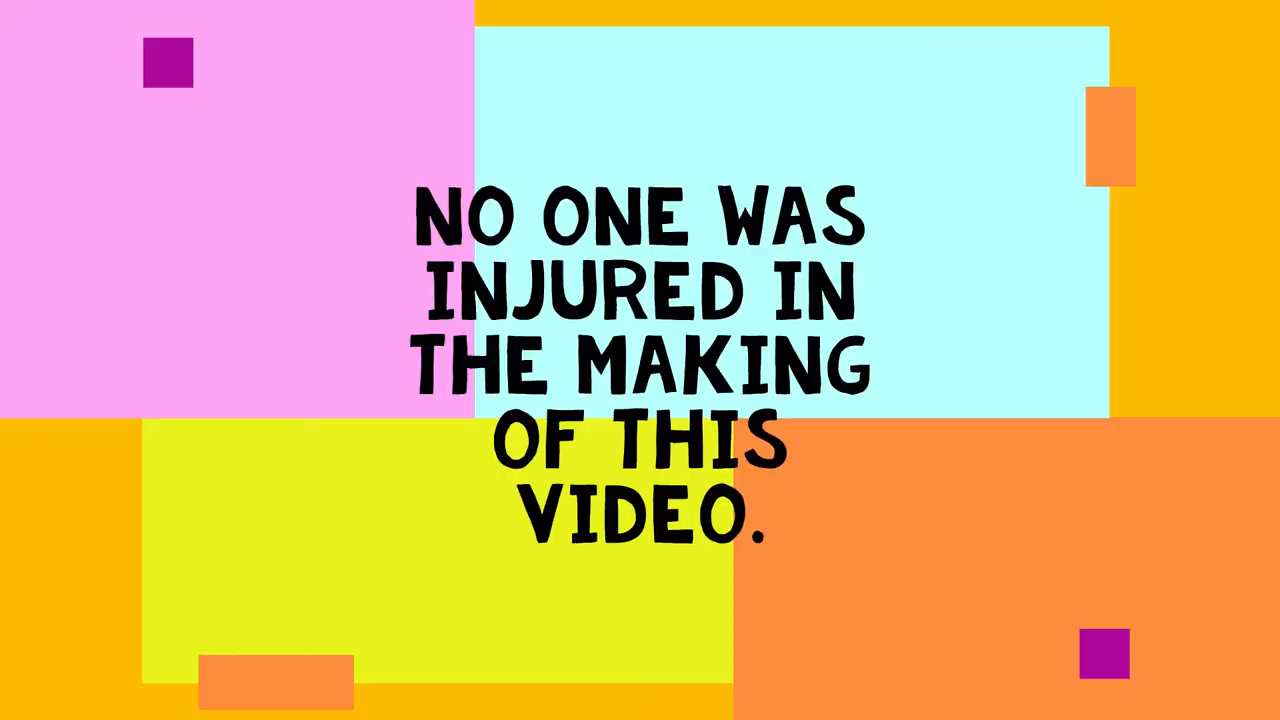 NO ONE WAS
INJURED IN
THE MAKING
OF THIS
VIDEO.